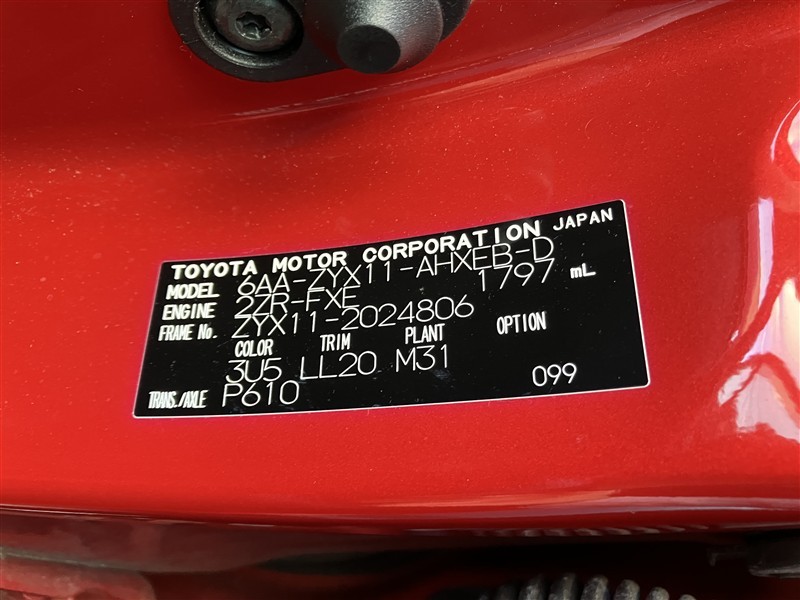 TOYOTA MOTOR CORPORATION JAPAN
MODEL 6AA-ZYX11-AHXEB-D
ENGINE 2ZR-FXE 1797 mL
FRAME No. ZYX11-2024806
COLOR TRIM PLANT OPTION
3U5 LL20 M31
TRANS./AXLE P610 099